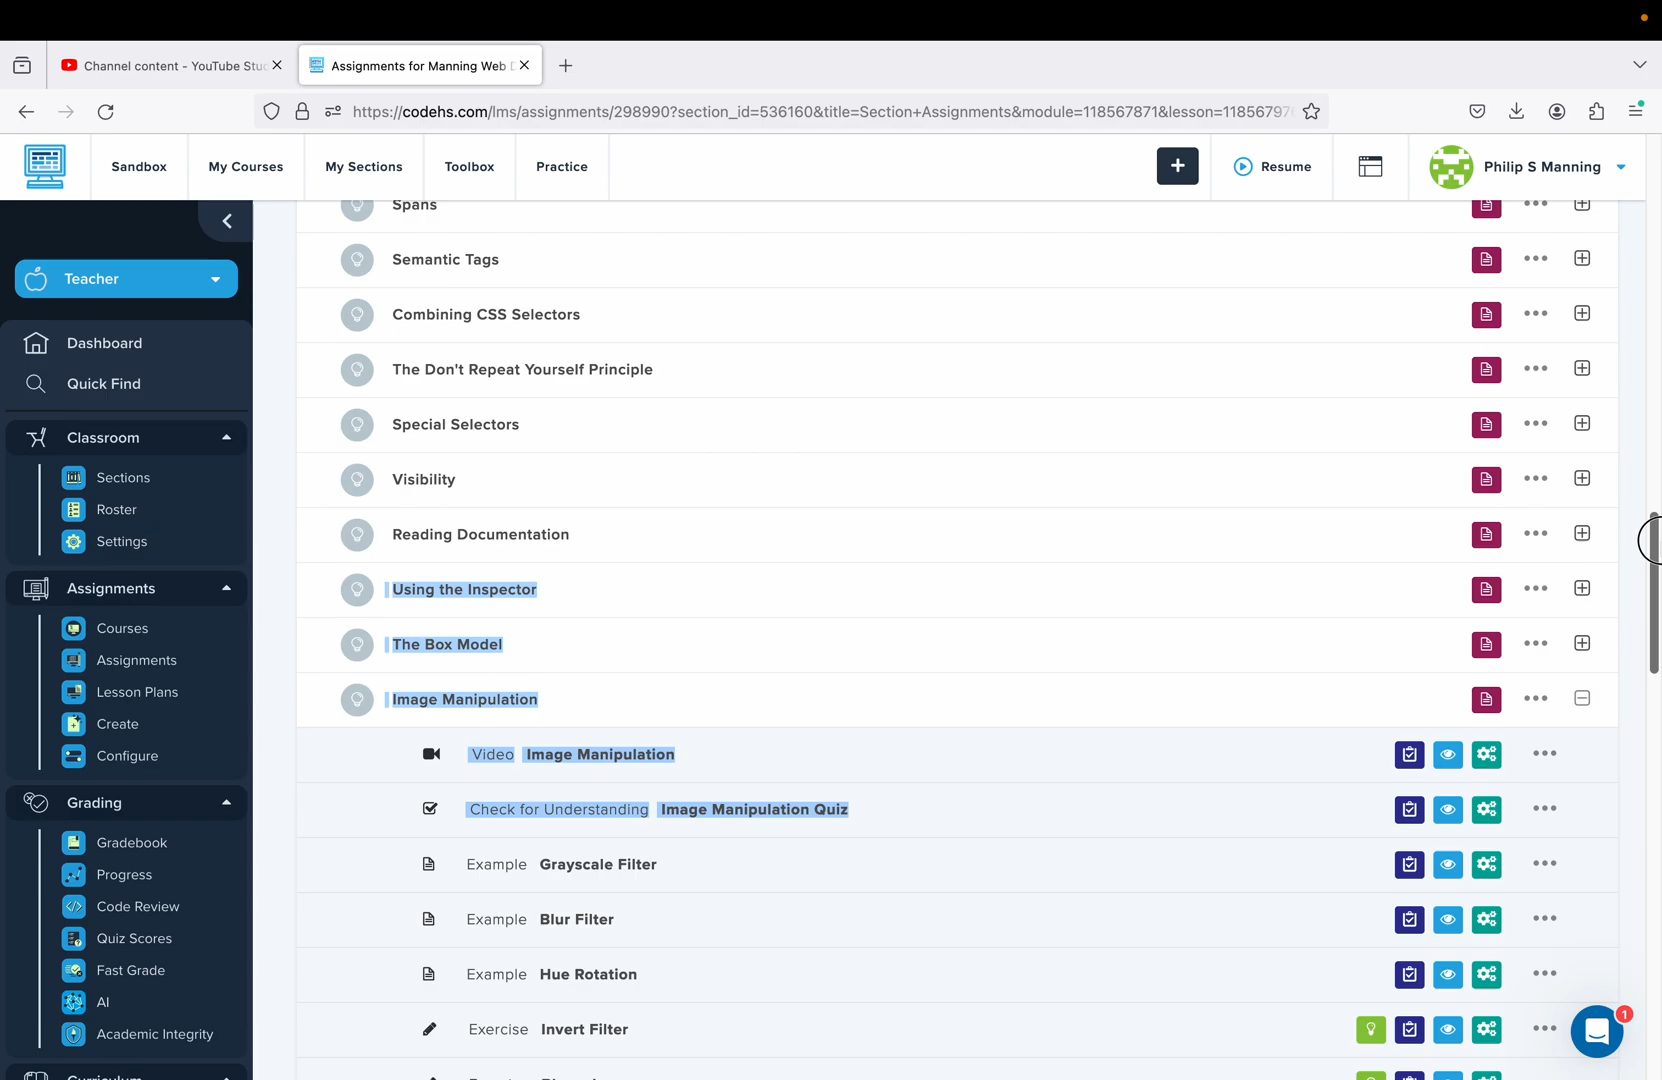 Channel content - YouTube Stu
Assignments for Manning Web D
https://codehs.com/lms/assignments/298990?section_id=536160&title=Section+Assignments&module=118567871&lesson=118567970
Sandbox
My Courses
My Sections
Toolbox
Practice
+
Resume
Philip S Manning
Teacher
Dashboard
Quick Find
Classroom
Sections
Roster
Settings
Assignments
Courses
Assignments
Lesson Plans
Create
Configure
Grading
Gradebook
Progress
Code Review
Quiz Scores
Fast Grade
AI
Academic Integrity
Spans
Semantic Tags
Combining CSS Selectors
The Don't Repeat Yourself Principle
Special Selectors
Visibility
Reading Documentation
Using the Inspector
The Box Model
Image Manipulation
Video Image Manipulation
Check for Understanding Image Manipulation Quiz
Example Grayscale Filter
Example Blur Filter
Example Hue Rotation
Exercise Invert Filter
1